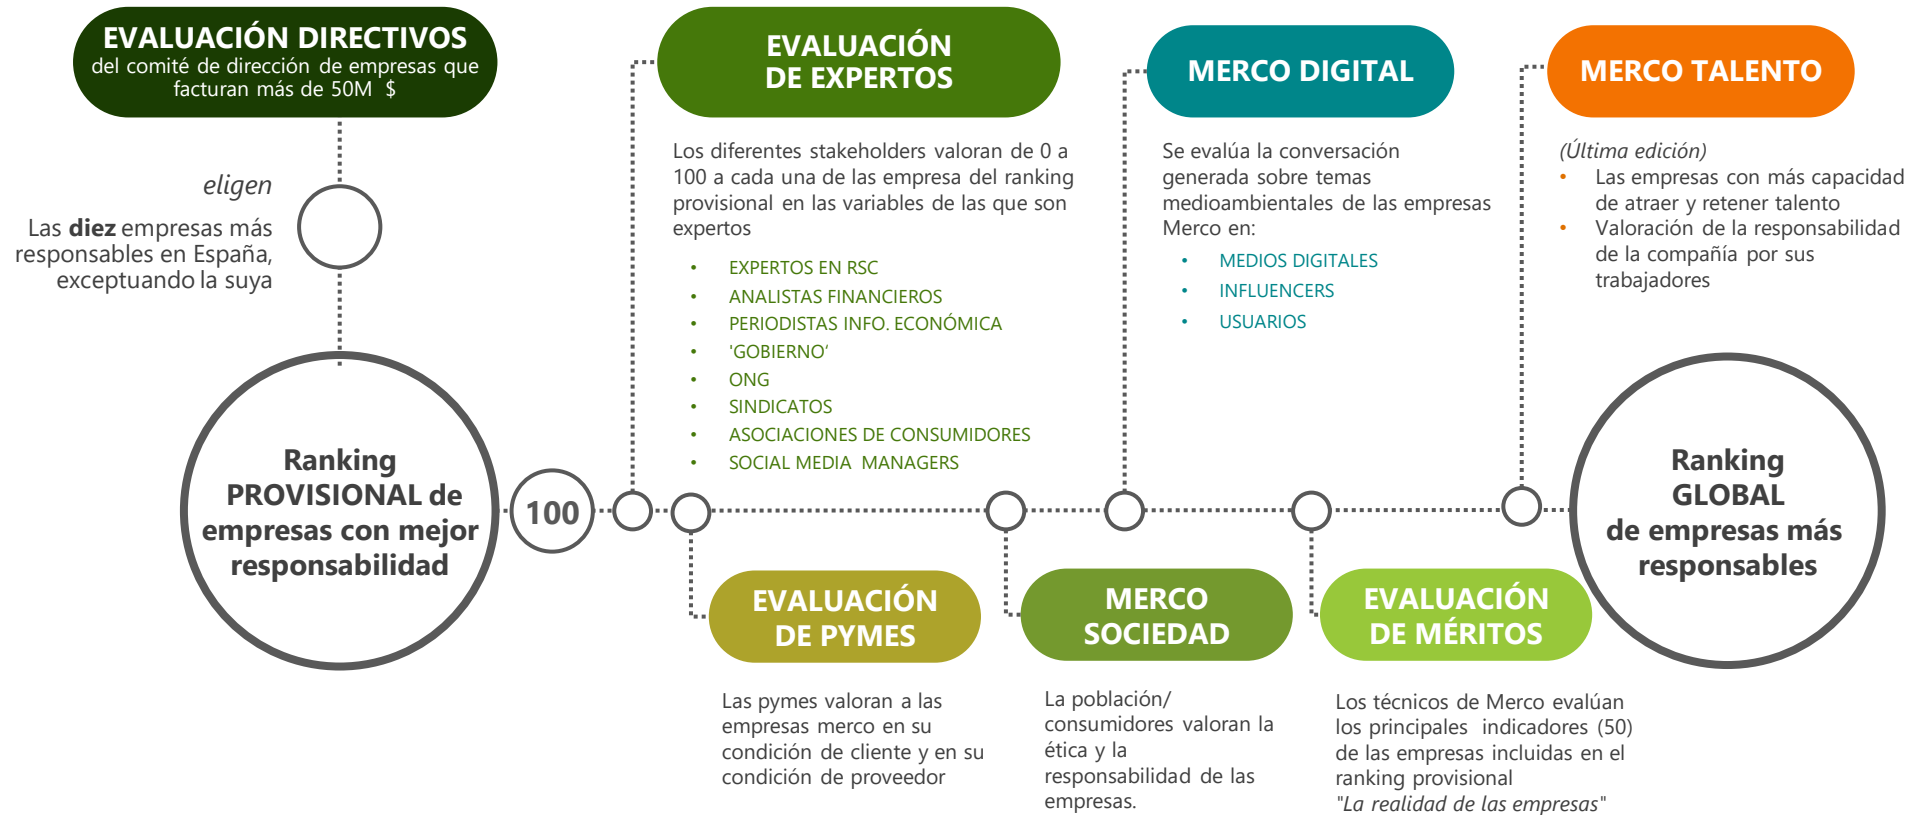 EVALUACIÓN DIRECTIVOS
del comité de dirección de empresas que
facturan más de 50M $
eligen
Las diez empresas más
responsables en España,
exceptuando la suya
Ranking
PROVISIONAL de
empresas con mejor
responsabilidad
100
EVALUACIÓN
DE EXPERTOS
Los diferentes stakeholders valoran de 0 a
100 a cada una de las empresa del ranking
provisional en las variables de las que son
expertos
• EXPERTOS EN RSC
• ANALISTAS FINANCIEROS
• PERIODISTAS INFO. ECONÓMICA
• 'GOBIERNO’
• ONG
• SINDICATOS
• ASOCIACIONES DE CONSUMIDORES
• SOCIAL MEDIA MANAGERS
EVALUACIÓN
DE PYMES
Las pymes valoran a las
empresas merco en su
condición de cliente y en su
condición de proveedor
MERCO
SOCIEDAD
La población/
consumidores valoran la
ética y la
responsabilidad de las
empresas.
MERCO DIGITAL
Se evalúa la conversación
generada sobre temas
medioambientales de las empresas
Merco en:
• MEDIOS DIGITALES
• INFLUENCERS
• USUARIOS
EVALUACIÓN
DE MÉRITOS
Los técnicos de Merco evalúan
los principales indicadores (50)
de las empresas incluidas en el
ranking provisional
"La realidad de las empresas"
MERCO TALENTO
(Última edición)
• Las empresas con más capacidad
de atraer y retener talento
• Valoración de la responsabilidad
de la compañía por sus
trabajadores
Ranking
GLOBAL
de empresas más
responsables